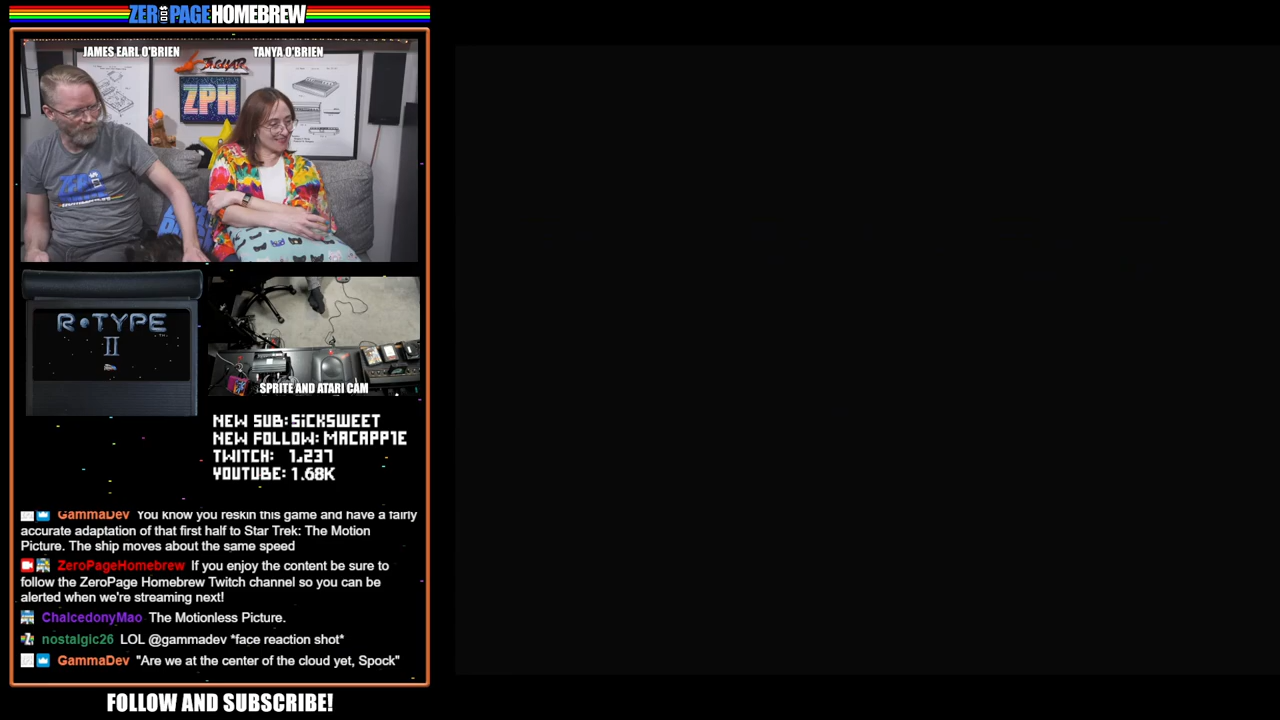 ZEROPAGE HOMEBREW
JAMES EARL O'BRIEN
TANYA O'BRIEN
JAGUAR
ZPH
R•TYPE
TM
II
SPRITE AND ATARI CAM
NEW SUB: SICKSWEET
NEW FOLLOW: MACAPP1E
TWITCH: 1,237
YOUTUBE: 1.68K
GammaDev You know you reskin this game and have a fairly
accurate adaptation of that first half to Star Trek: The Motion
Picture. The ship moves about the same speed
ZeroPageHomebrew If you enjoy the content be sure to
follow the ZeroPage Homebrew Twitch channel so you can be
alerted when we're streaming next!
ChalcedonyMao The Motionless Picture.
nostalgic26 LOL @gammadev *face reaction shot*
GammaDev "Are we at the center of the cloud yet, Spock"
FOLLOW AND SUBSCRIBE!